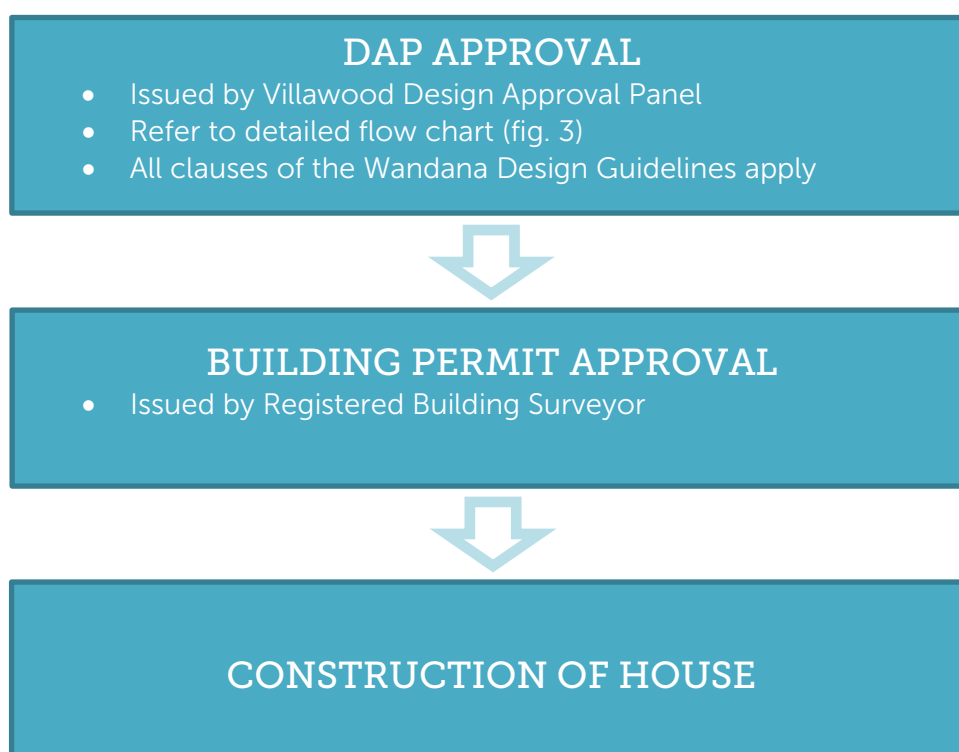 DAP APPROVAL
• Issued by Villawood Design Approval Panel
• Refer to detailed flow chart (fig. 3)
• All clauses of the Wandana Design Guidelines apply
BUILDING PERMIT APPROVAL
• Issued by Registered Building Surveyor
CONSTRUCTION OF HOUSE